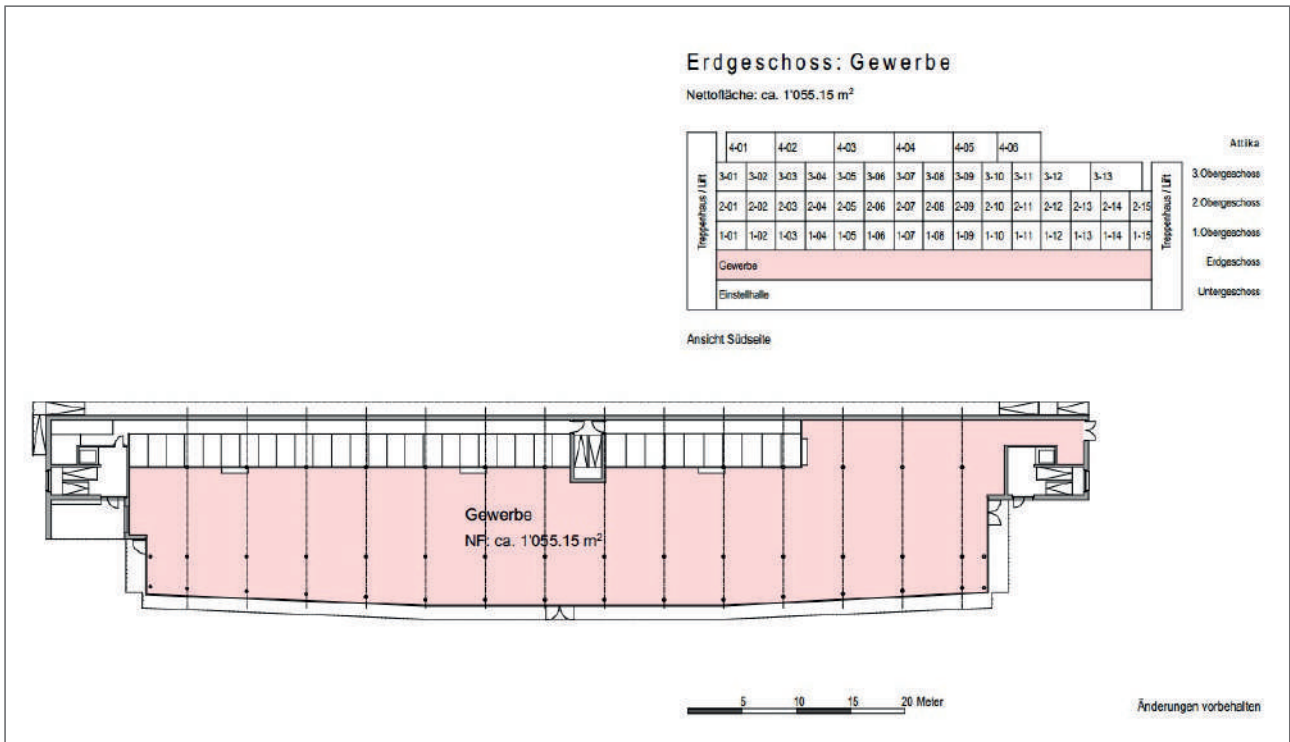 Erdgeschoss: Gewerbe
Nettofläche: ca. 1'055.15 m²
4-01 4-02 4-03 4-04 4-05 4-06 Attika
3-01 3-02 3-03 3-04 3-05 3-06 3-07 3-08 3-09 3-10 3-11 3-12 3-13 3.Obergeschoss
2-01 2-02 2-03 2-04 2-05 2-06 2-07 2-08 2-09 2-10 2-11 2-12 2-13 2-14 2-15 2.Obergeschoss
1-01 1-02 1-03 1-04 1-05 1-06 1-07 1-08 1-09 1-10 1-11 1-12 1-13 1-14 1-15 1.Obergeschoss
Treppenhaus / Lift
Treppenhaus / Lift
Gewerbe Erdgeschoss
Einstellhalle Untergeschoss
Ansicht Südseite
Gewerbe
NF: ca. 1'055.15 m²
5 10 15 20 Meter
Änderungen vorbehalten